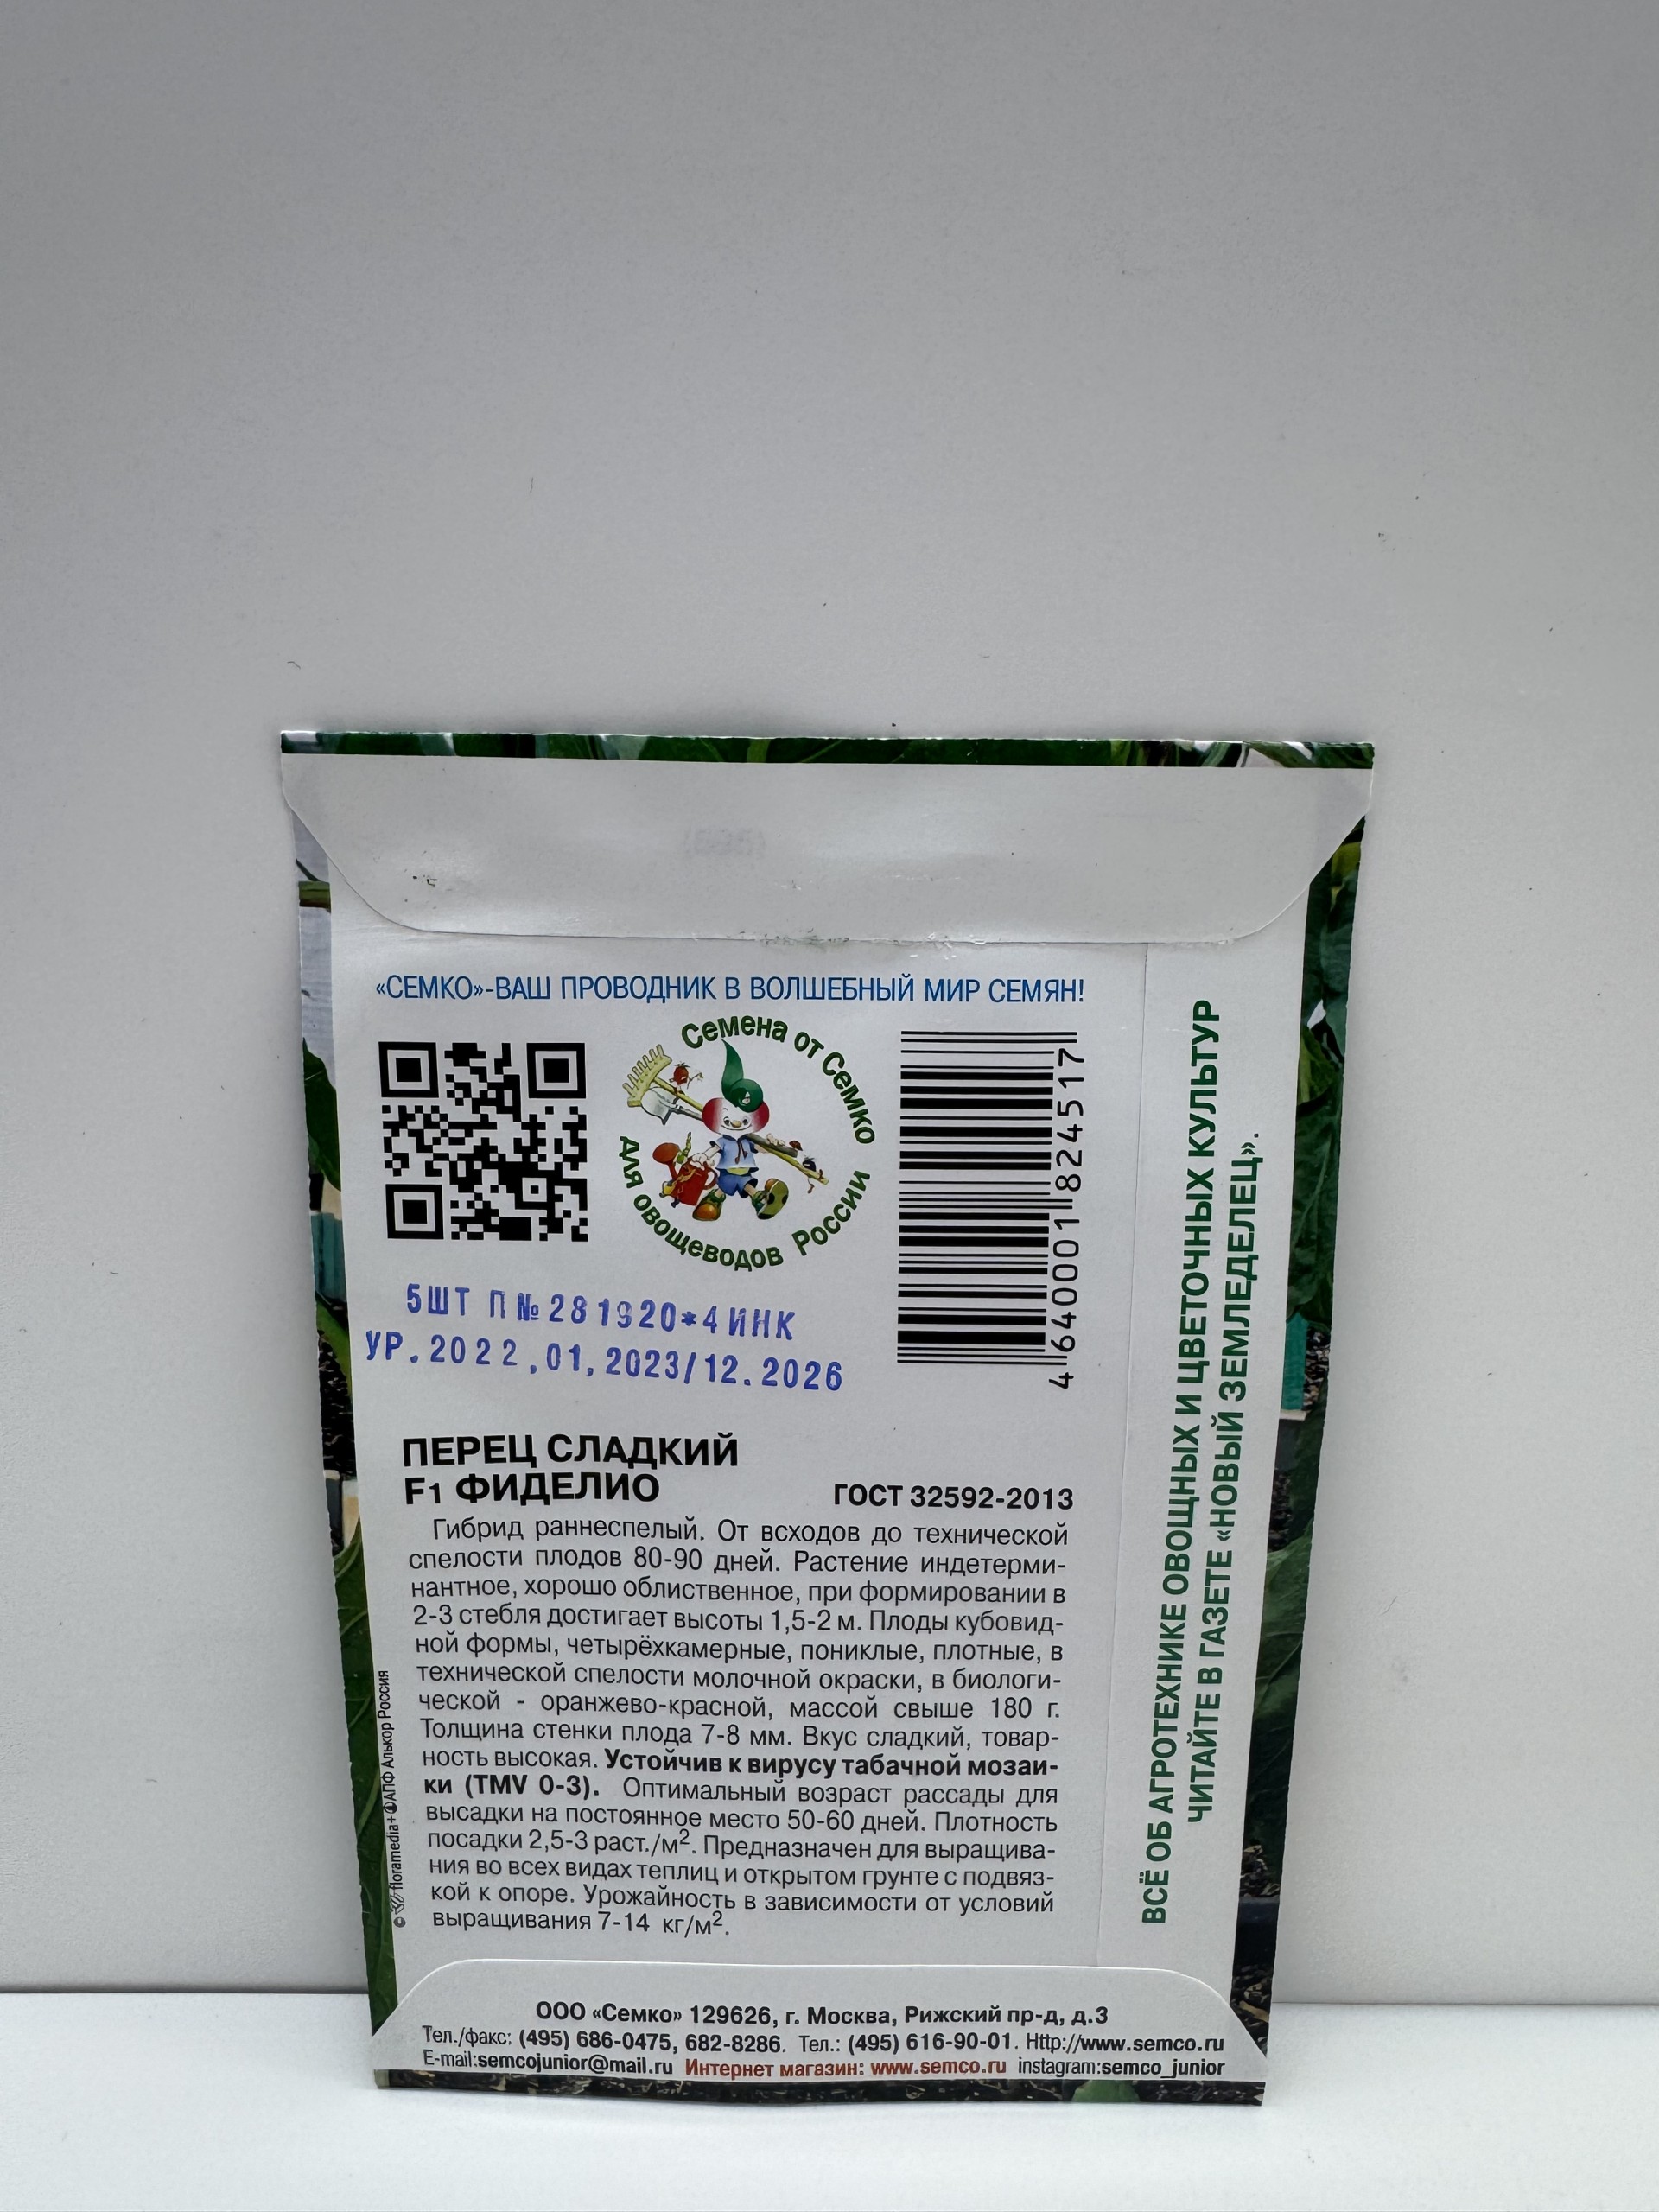 «СЕМКО»-ВАШ ПРОВОДНИК В ВОЛШЕБНЫЙ МИР СЕМЯН!
Семена от Семко
для овощеводов России
4 640001 824517
5ШТ П№281920*4ИНК
УР.2022,01,2023/12.2026
ПЕРЕЦ СЛАДКИЙ
F1 ФИДЕЛИО
ГОСТ 32592-2013
Гибрид раннеспелый. От всходов до технической
спелости плодов 80-90 дней. Растение индетерми-
нантное, хорошо облиственное, при формировании в
2-3 стебля достигает высоты 1,5-2 м. Плоды кубовид-
ной формы, четырёхкамерные, пониклые, плотные, в
технической спелости молочной окраски, в биологи-
ческой - оранжево-красной, массой свыше 180 г.
Толщина стенки плода 7-8 мм. Вкус сладкий, товар-
ность высокая. Устойчив к вирусу табачной мозаи-
ки (TMV 0-3). Оптимальный возраст рассады для
высадки на постоянное место 50-60 дней. Плотность
посадки 2,5-3 раст./м². Предназначен для выращива-
ния во всех видах теплиц и открытом грунте с подвяз-
кой к опоре. Урожайность в зависимости от условий
выращивания 7-14 кг/м².
© floramedia+©АПФ Алькор Россия
ВСЁ ОБ АГРОТЕХНИКЕ ОВОЩНЫХ И ЦВЕТОЧНЫХ КУЛЬТУР
ЧИТАЙТЕ В ГАЗЕТЕ «НОВЫЙ ЗЕМЛЕДЕЛЕЦ».
ООО «Семко» 129626, г. Москва, Рижский пр-д, д.3
Тел./факс: (495) 686-0475, 682-8286. Тел.: (495) 616-90-01. Http://www.semco.ru
E-mail:semcojunior@mail.ru Интернет магазин: www.semco.ru instagram:semco_junior